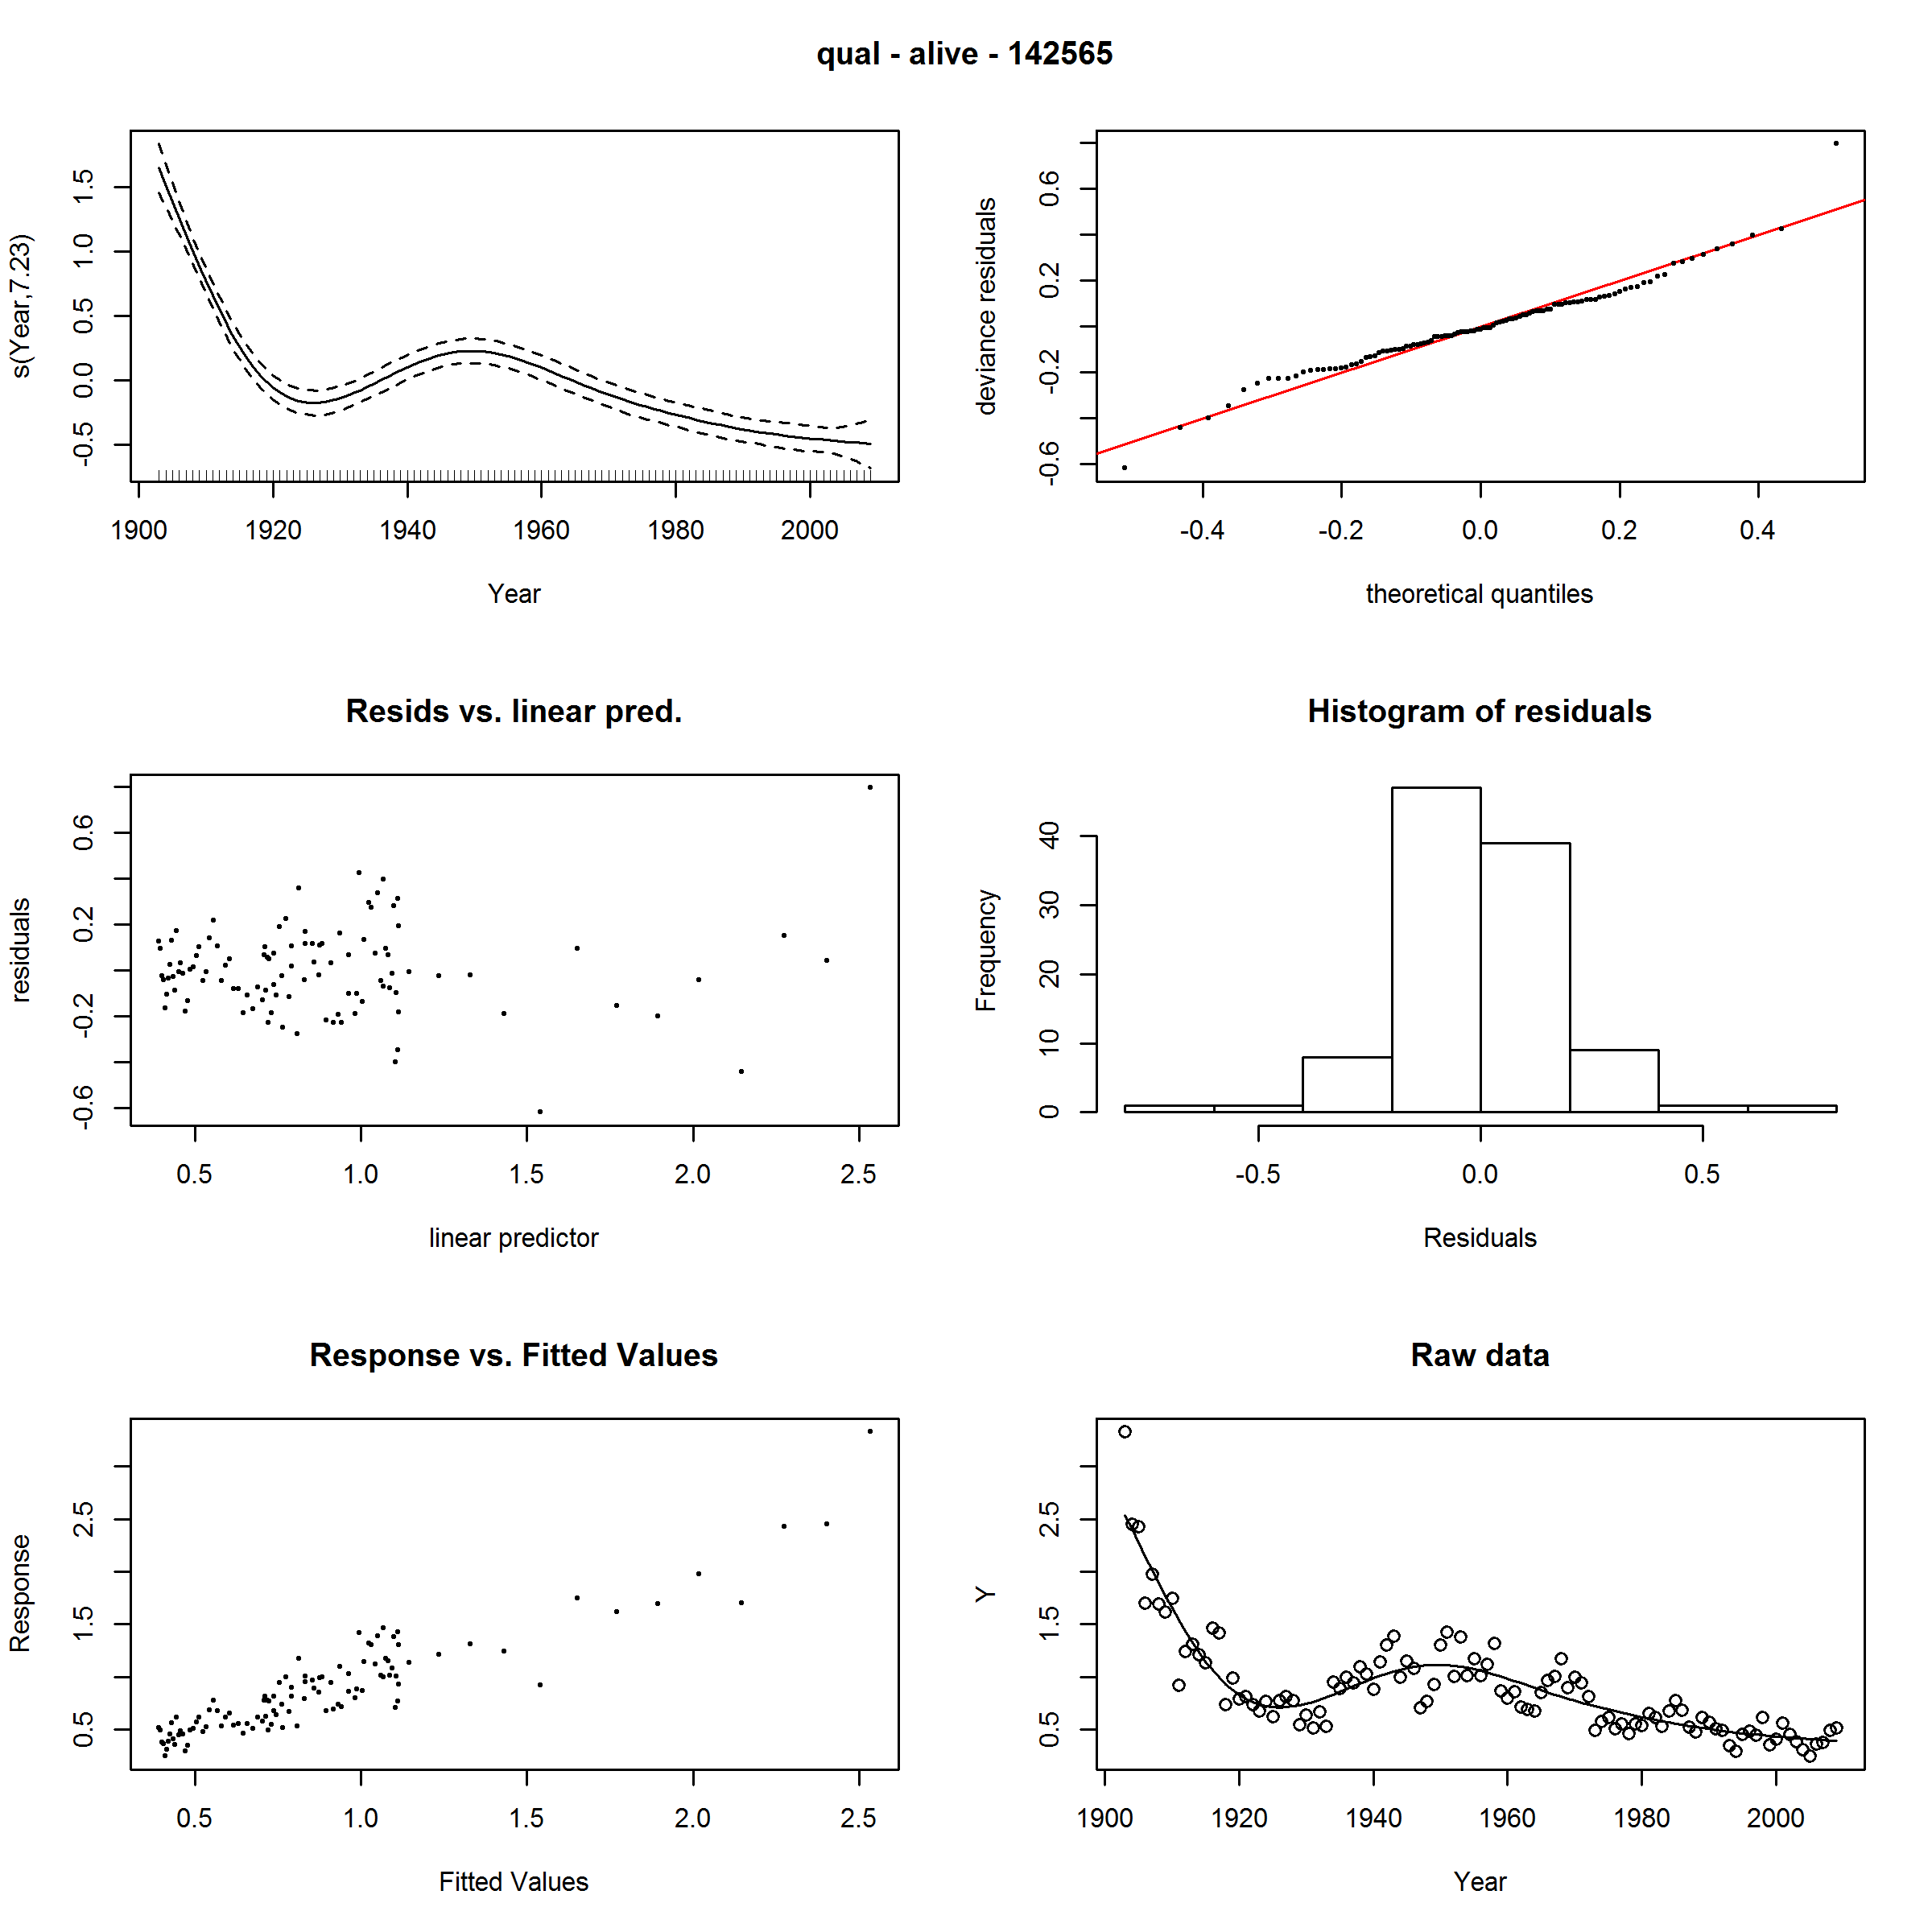 qual - alive - 142565
s(Year,7.23)
1.5
1.0
0.5
0.0
-0.5
1900 1920 1940 1960 1980 2000
Year
deviance residuals
0.6
0.2
-0.2
-0.6
-0.4 -0.2 0.0 0.2 0.4
theoretical quantiles
Resids vs. linear pred.
residuals
0.6
0.2
-0.2
-0.6
0.5 1.0 1.5 2.0 2.5
linear predictor
Histogram of residuals
Frequency
40
30
20
10
0
-0.5 0.0 0.5
Residuals
Response vs. Fitted Values
Response
2.5
1.5
0.5
0.5 1.0 1.5 2.0 2.5
Fitted Values
Raw data
Y
2.5
1.5
0.5
1900 1920 1940 1960 1980 2000
Year